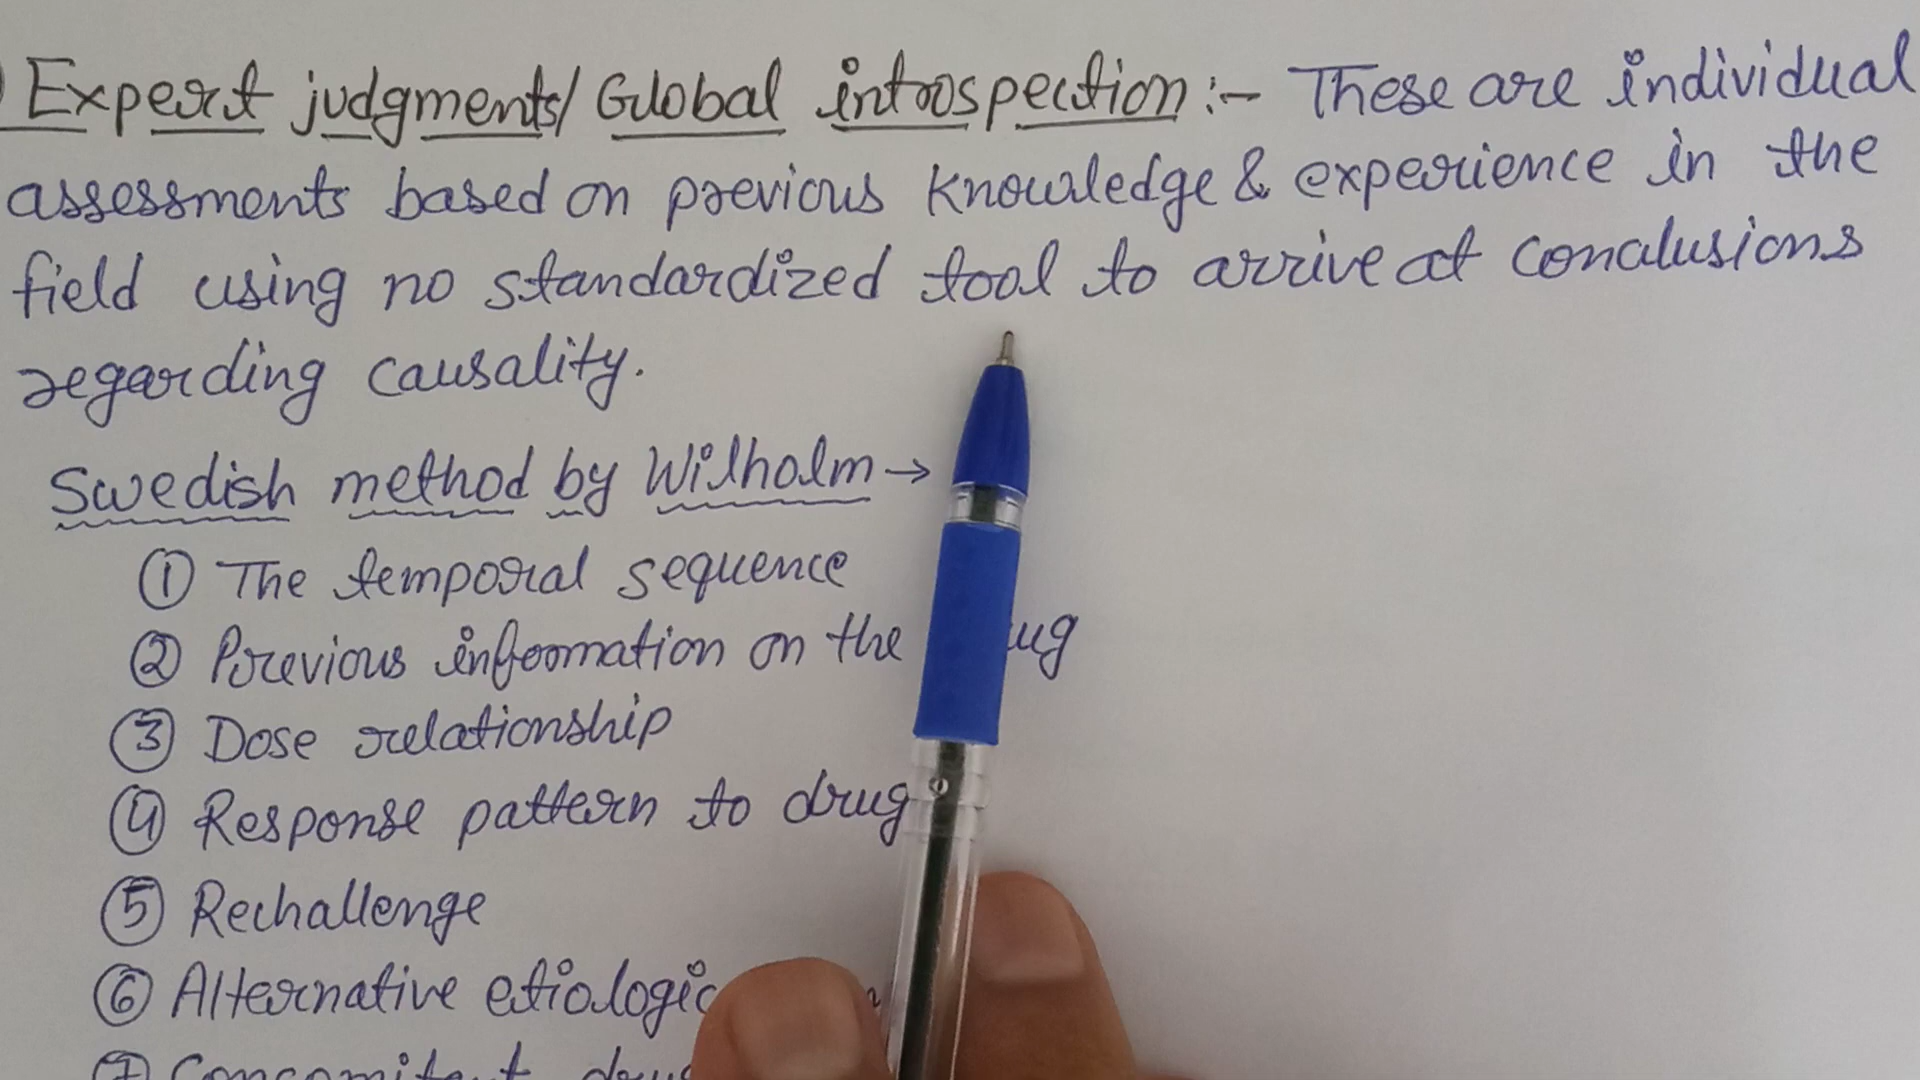 Expert judgments/ Global introspection :- These are individual
assessments based on previous knowledge & experience in the
field using no standardized tool to arrive at conclusions
regarding causality.
Swedish method by Wilholm →
① The temporal sequence
② Previous information on the
③ Dose relationship
④ Response pattern to drug
⑤ Rechallenge
⑥ Alternative
⑦ Concomitant